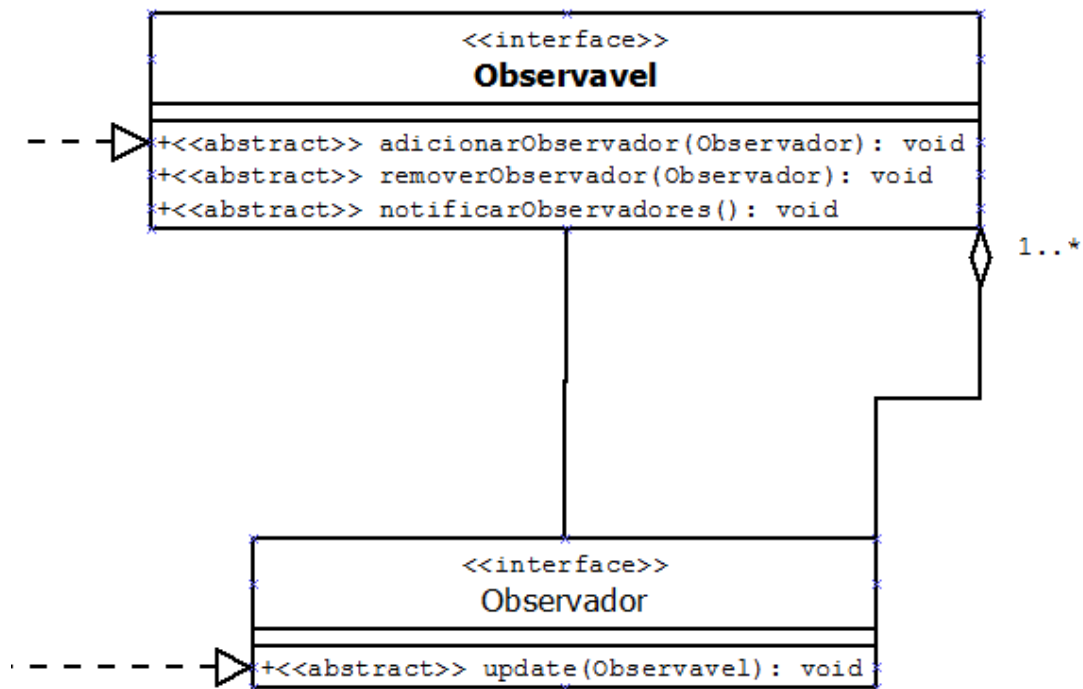 <<interface>>
Observavel
+<<abstract>> adicionarObservador(Observador): void
+<<abstract>> removerObservador(Observador): void
+<<abstract>> notificarObservadores(): void
1..*
<<interface>>
Observador
+<<abstract>> update(Observavel): void